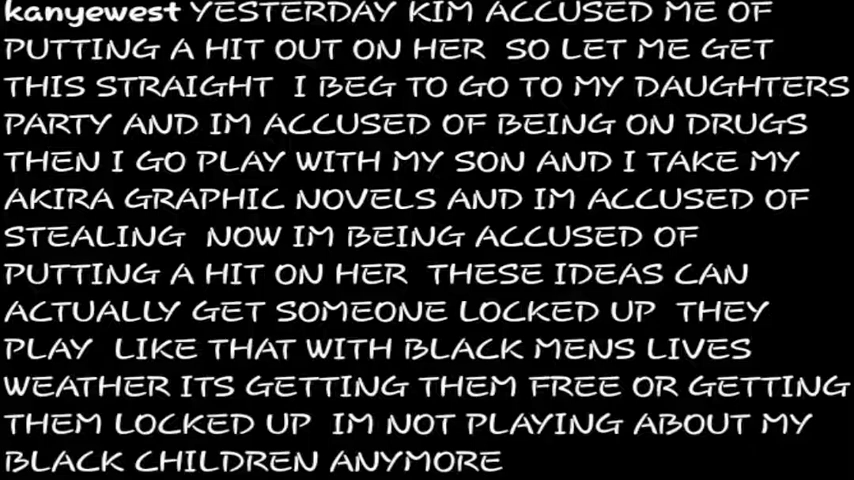 kanyewest YESTERDAY KIM ACCUSED ME OF
PUTTING A HIT OUT ON HER SO LET ME GET
THIS STRAIGHT I BEG TO GO TO MY DAUGHTERS
PARTY AND IM ACCUSED OF BEING ON DRUGS
THEN I GO PLAY WITH MY SON AND I TAKE MY
AKIRA GRAPHIC NOVELS AND IM ACCUSED OF
STEALING NOW IM BEING ACCUSED OF
PUTTING A HIT ON HER THESE IDEAS CAN
ACTUALLY GET SOMEONE LOCKED UP THEY
PLAY LIKE THAT WITH BLACK MENS LIVES
WEATHER ITS GETTING THEM FREE OR GETTING
THEM LOCKED UP IM NOT PLAYING ABOUT MY
BLACK CHILDREN ANYMORE